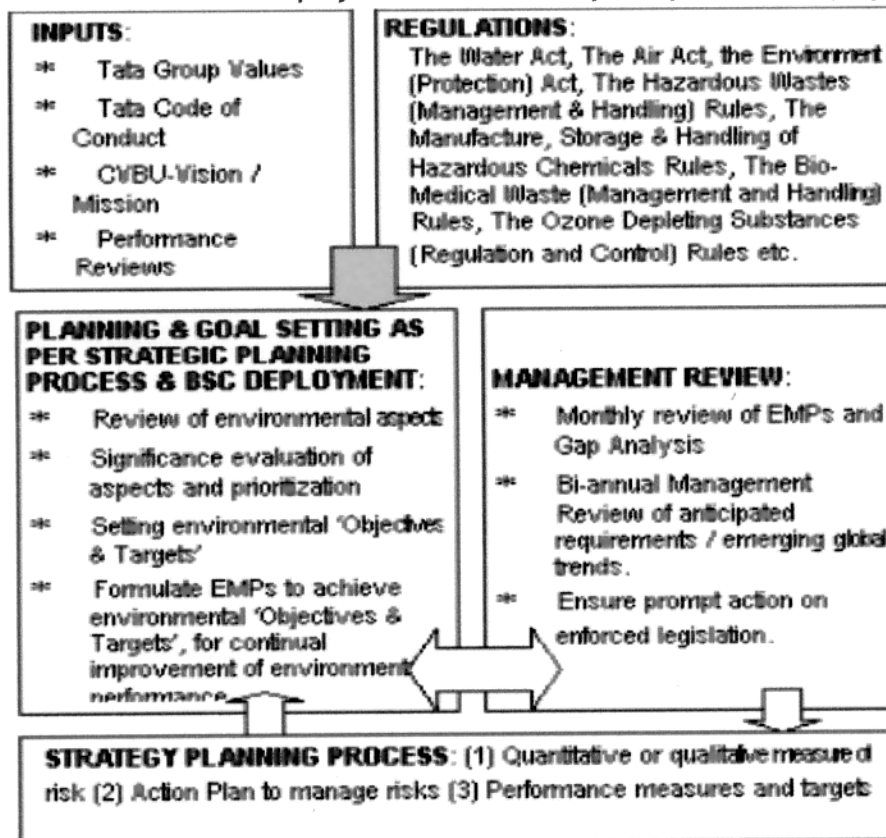 INPUTS:
* Tata Group Values
* Tata Code of
Conduct
* CVBU-Vision /
Mission
* Performance
Reviews
REGULATIONS:
The Water Act, The Air Act, the Environment
(Protection) Act, The Hazardous Wastes
(Management & Handling) Rules, The
Manufacture, Storage & Handling of
Hazardous Chemicals Rules, The Bio-
Medical Waste (Management and Handling)
Rules, The Ozone Depleting Substances
(Regulation and Control) Rules etc.
PLANNING & GOAL SETTING AS
PER STRATEGIC PLANNING
PROCESS & BSC DEPLOYMENT:
* Review of environmental aspects
* Significance evaluation of
aspects and prioritization
* Setting environmental 'Objectives
& Targets'
* Formulate EMPs to achieve
environmental 'Objectives &
Targets', for continual
improvement of environment
performance
MANAGEMENT REVIEW:
* Monthly review of EMPs and
Gap Analysis
* Bi-annual Management
Review of anticipated
requirements / emerging global
trends.
* Ensure prompt action on
enforced legislation.
STRATEGY PLANNING PROCESS: (1) Quantitative or qualitative measure of
risk (2) Action Plan to manage risks (3) Performance measures and targets